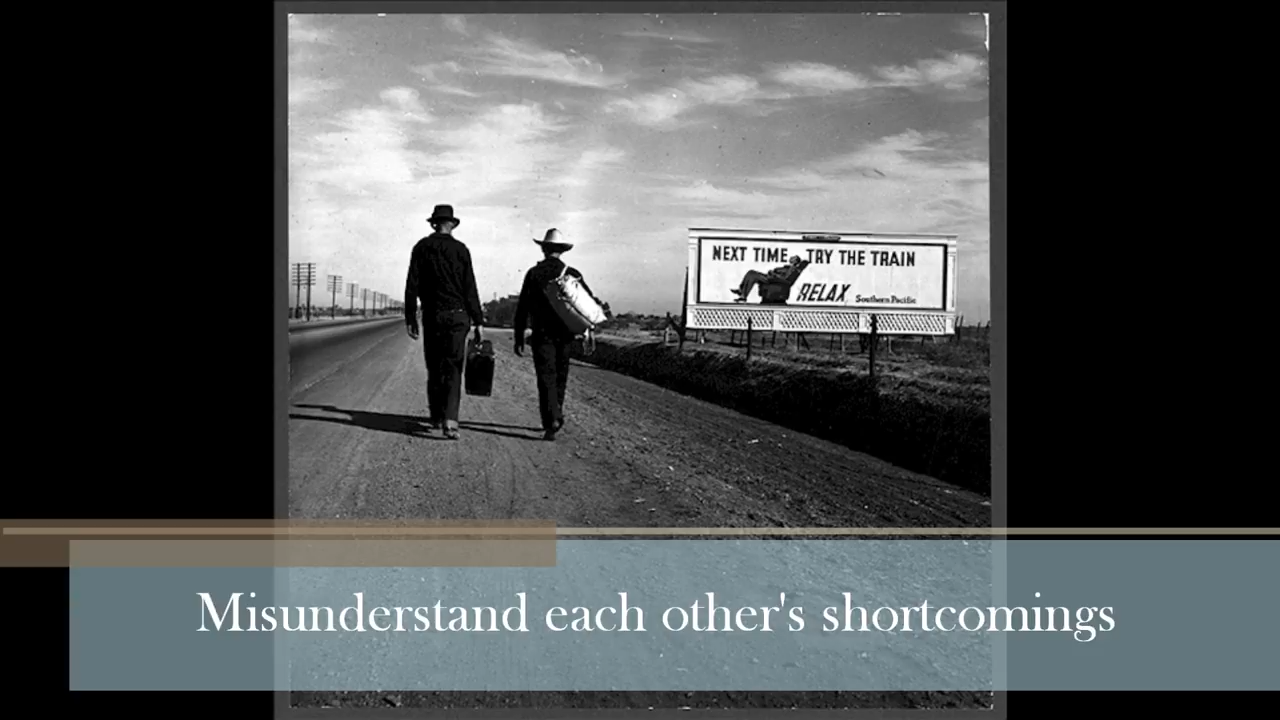 NEXT TIME TRY THE TRAIN
RELAX Southern Pacific
Misunderstand each other's shortcomings